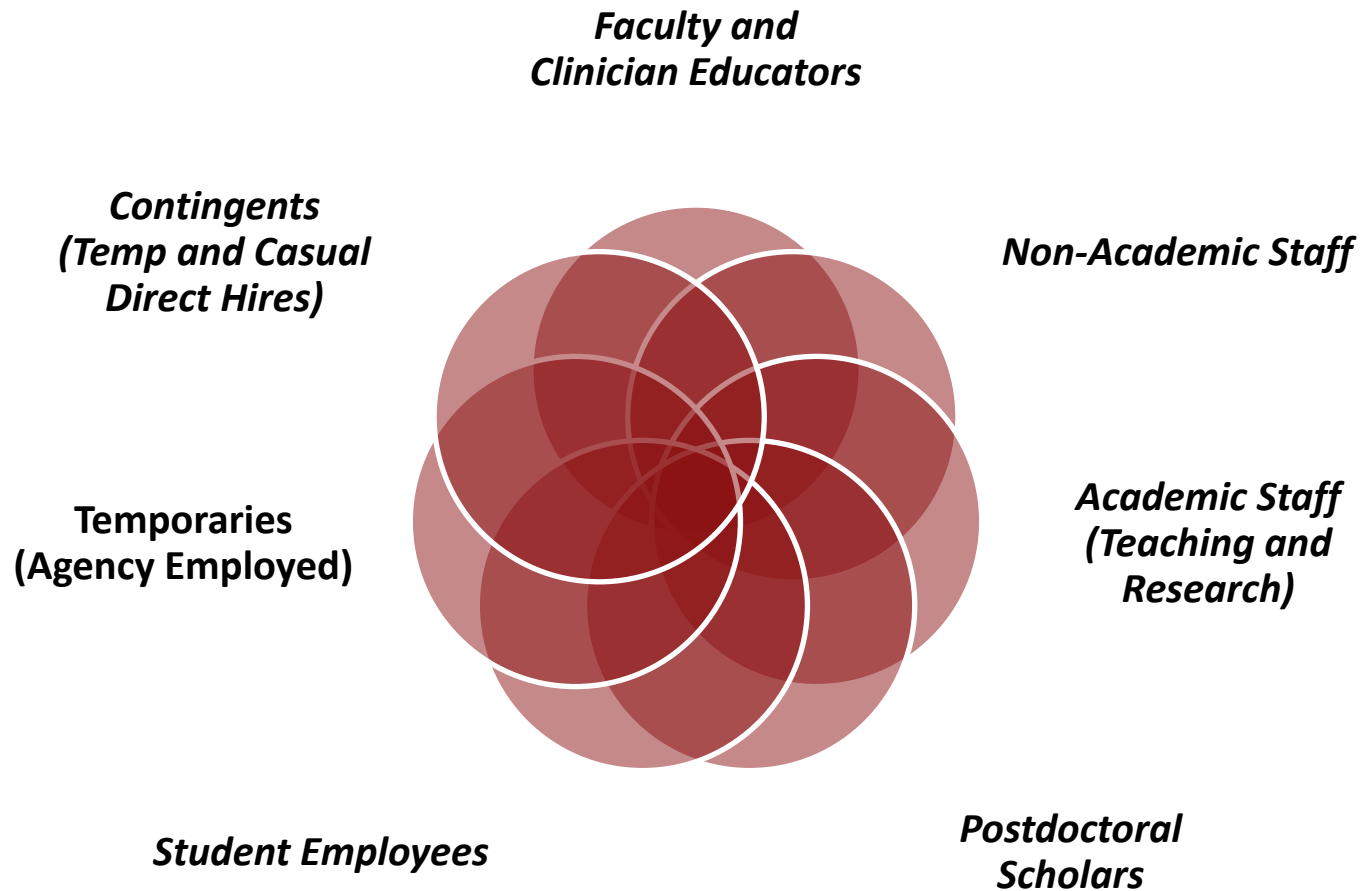 Faculty and
Clinician Educators
Contingents
(Temp and Casual
Direct Hires)
Non-Academic Staff
Temporaries
(Agency Employed)
Academic Staff
(Teaching and
Research)
Student Employees
Postdoctoral
Scholars